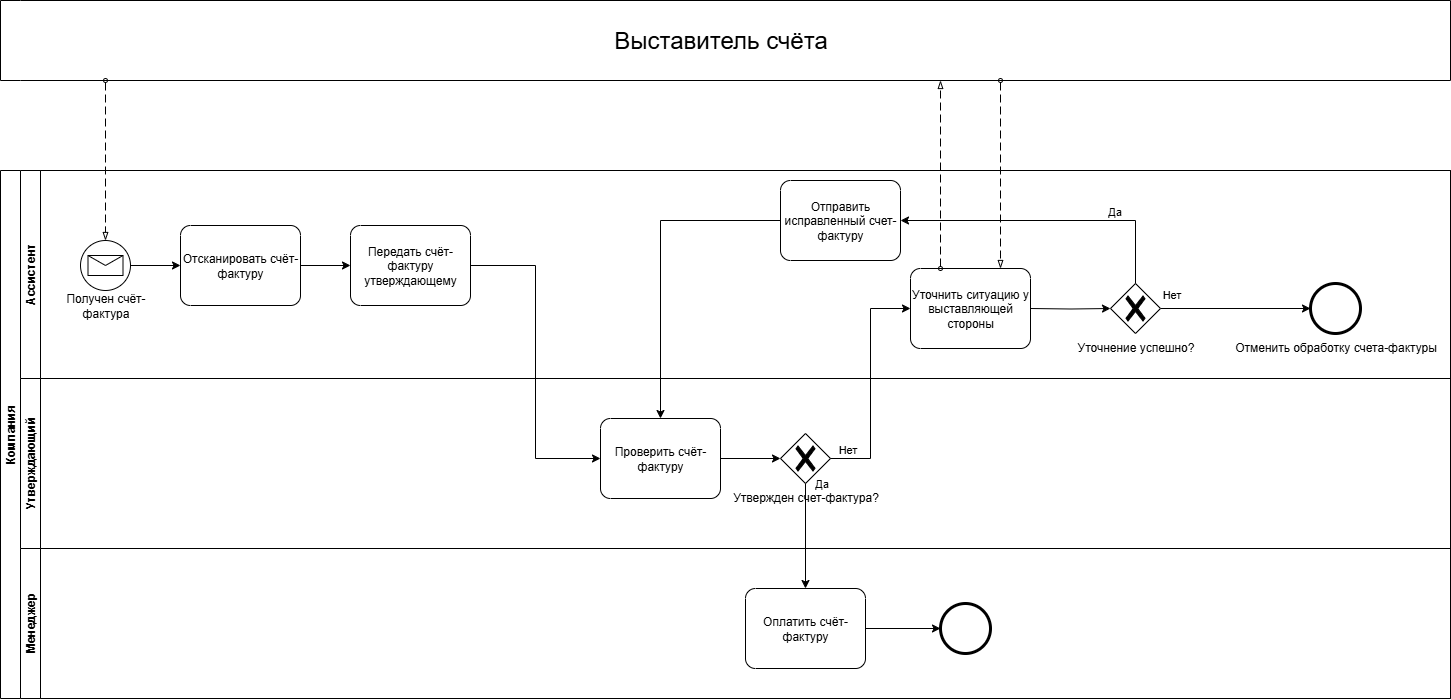 Выставитель счёта
Компания
Ассистент
Получен счёт-
фактура
Отсканировать счёт-
фактуру
Передать счёт-
фактуру
утверждающему
Отправить
исправленный счет-
фактуру
Да
Уточнить ситуацию у
выставляющей
стороны
Нет
Уточнение успешно?
Отменить обработку счета-фактуры
Утверждающий
Проверить счёт-
фактуру
Нет
Да
Утвержден счет-фактура?
Менеджер
Оплатить счёт-
фактуру